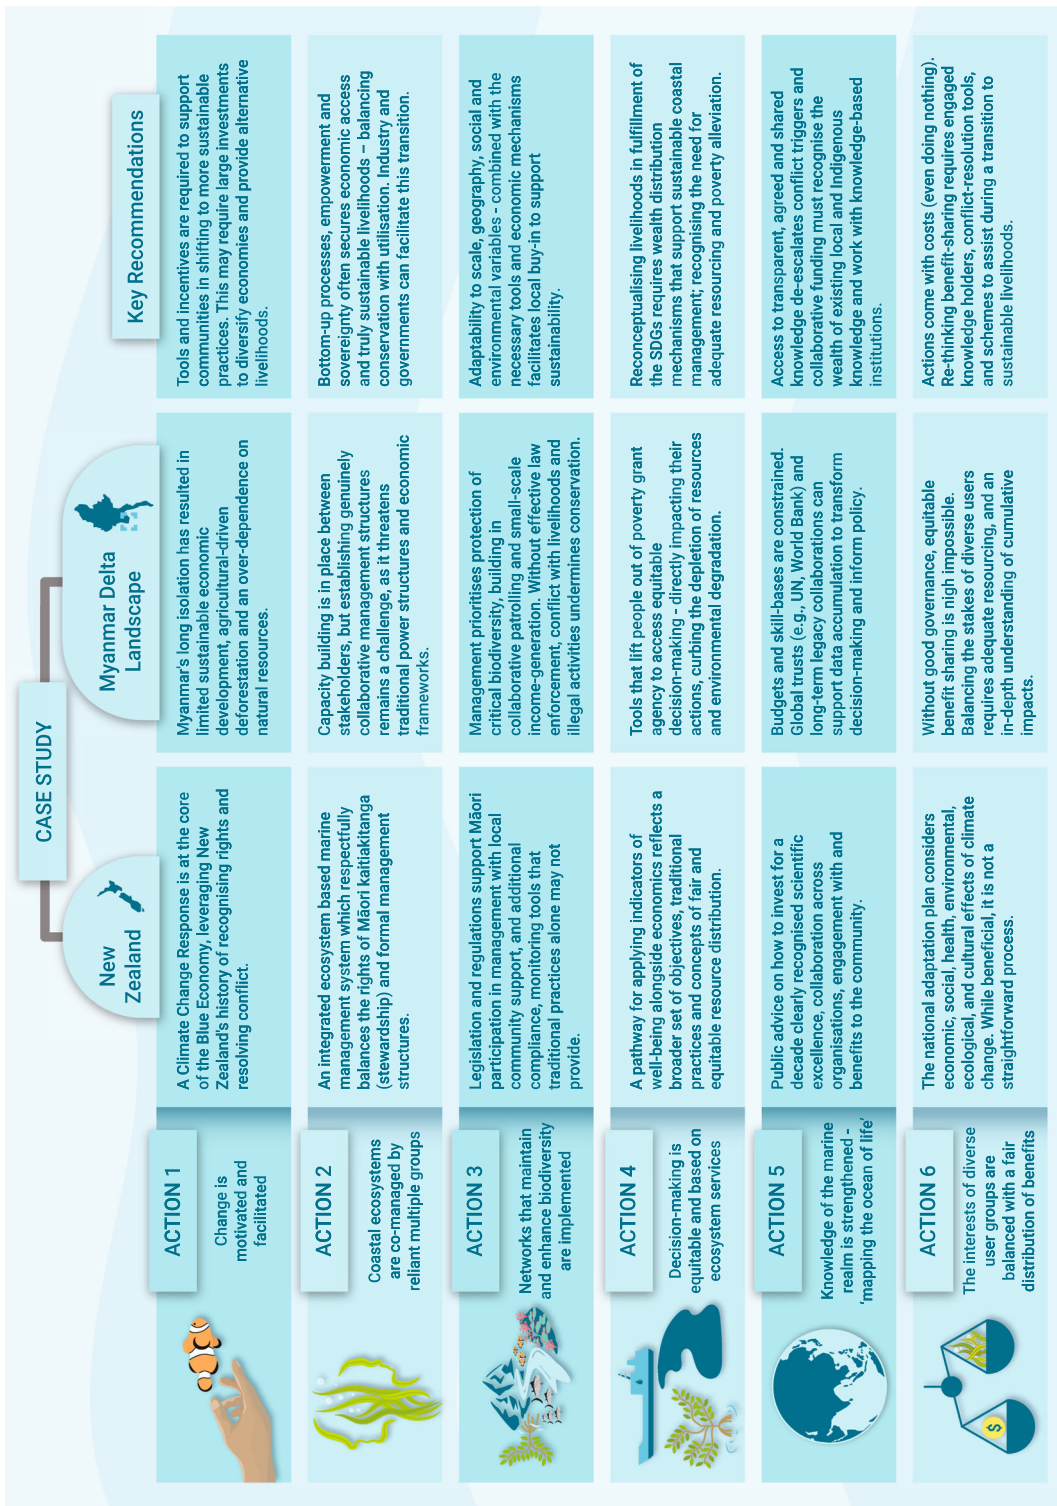 CASE STUDY
New
Zealand
Myanmar Delta
Landscape
Key Recommendations
ACTION 1
Change is
motivated and
facilitated
A Climate Change Response is at the core
of the Blue Economy, leveraging New
Zealand's history of recognising rights and
resolving conflict.
Myanmar's long isolation has resulted in
limited sustainable economic
development, agricultural-driven
deforestation and an over-dependence on
natural resources.
Tools and incentives are required to support
communities in shifting to more sustainable
practices. This may require large investments
to diversify economies and provide alternative
livelihoods.
ACTION 2
Coastal ecosystems
are co-managed by
reliant multiple groups
An integrated ecosystem based marine
management system which respectfully
balances the rights of Māori kaitiakitanga
(stewardship) and formal management
structures.
Capacity building is in place between
stakeholders, but establishing genuinely
collaborative management structures
remains a challenge, as it threatens
traditional power structures and economic
frameworks.
Bottom-up processes, empowerment and
sovereignty often secures economic access
and truly sustainable livelihoods – balancing
conservation with utilisation. Industry and
governments can facilitate this transition.
ACTION 3
Networks that maintain
and enhance biodiversity
are implemented
Legislation and regulations support Māori
participation in management with local
community support, and additional
compliance, monitoring tools that
traditional practices alone may not
provide.
Management prioritises protection of
critical biodiversity, building in
collaborative patrolling and small-scale
income-generation. Without effective law
enforcement, conflict with livelihoods and
illegal activities undermines conservation.
Adaptability to scale, geography, social and
environmental variables - combined with the
necessary tools and economic mechanisms
facilitates local buy-in to support
sustainability.
ACTION 4
Decision-making is
equitable and based on
ecosystem services
A pathway for applying indicators of
well-being alongside economics reflects a
broader set of objectives, traditional
practices and concepts of fair and
equitable resource distribution.
Tools that lift people out of poverty grant
agency to access equitable
decision-making - directly impacting their
actions, curbing the depletion of resources
and environmental degradation.
Reconceptualising livelihoods in fulfillment of
the SDGs requires wealth distribution
mechanisms that support sustainable coastal
management; recognising the need for
adequate resourcing and poverty alleviation.
ACTION 5
Knowledge of the marine
realm is strengthened -
'mapping the ocean of life'
Public advice on how to invest for a
decade clearly recognised scientific
excellence, collaboration across
organisations, engagement with and
benefits to the community.
Budgets and skill-bases are constrained.
Global trusts (e.g., UN, World Bank) and
long-term legacy collaborations can
support data accumulation to transform
decision-making and inform policy.
Access to transparent, agreed and shared
knowledge de-escalates conflict triggers and
collaborative funding must recognise the
wealth of existing local and Indigenous
knowledge and work with knowledge-based
institutions.
ACTION 6
The interests of diverse
user groups are
balanced with a fair
distribution of benefits
The national adaptation plan considers
economic, social, health, environmental,
ecological, and cultural effects of climate
change. While beneficial, it is not a
straightforward process.
Without good governance, equitable
benefit sharing is nigh impossible.
Balancing the stakes of diverse users
requires adequate resourcing, and an
in-depth understanding of cumulative
impacts.
Actions come with costs (even doing nothing).
Re-thinking benefit-sharing requires engaged
knowledge holders, conflict-resolution tools,
and schemes to assist during a transition to
sustainable livelihoods.
$